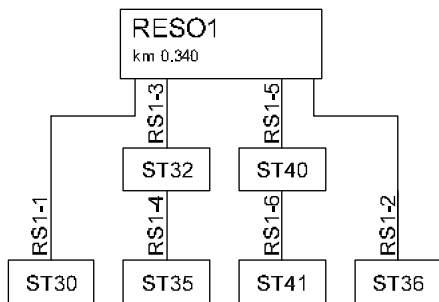 RESO1
km 0.340
RS1-3
RS1-5
ST32
ST40
RS1-1
RS1-4
RS1-6
RS1-2
ST30
ST35
ST41
ST36